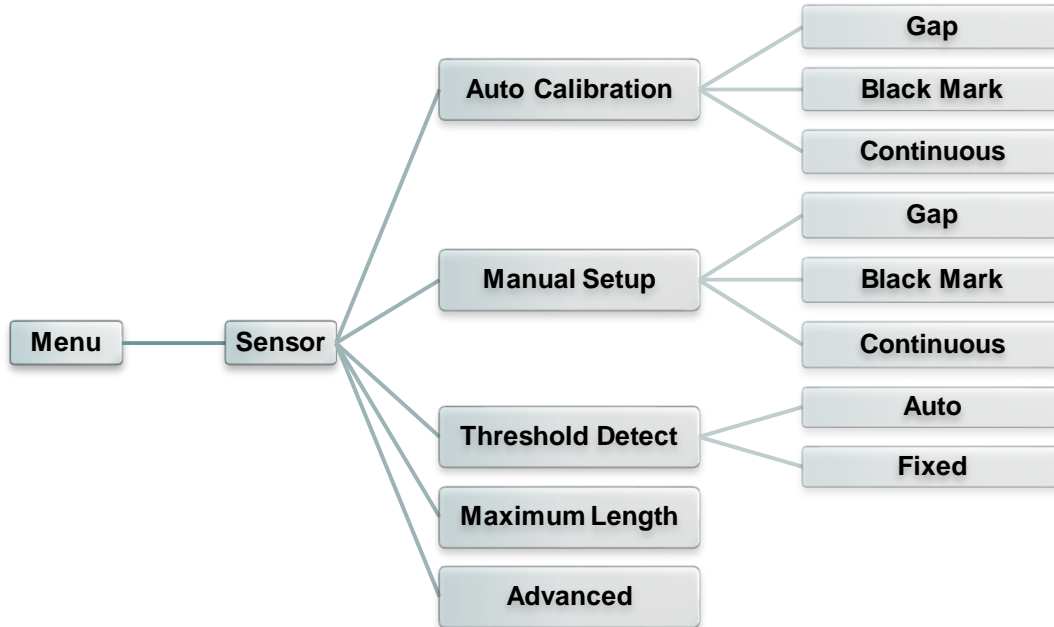 Menu
Sensor
Auto Calibration
Gap
Black Mark
Continuous
Manual Setup
Gap
Black Mark
Continuous
Threshold Detect
Auto
Fixed
Maximum Length
Advanced